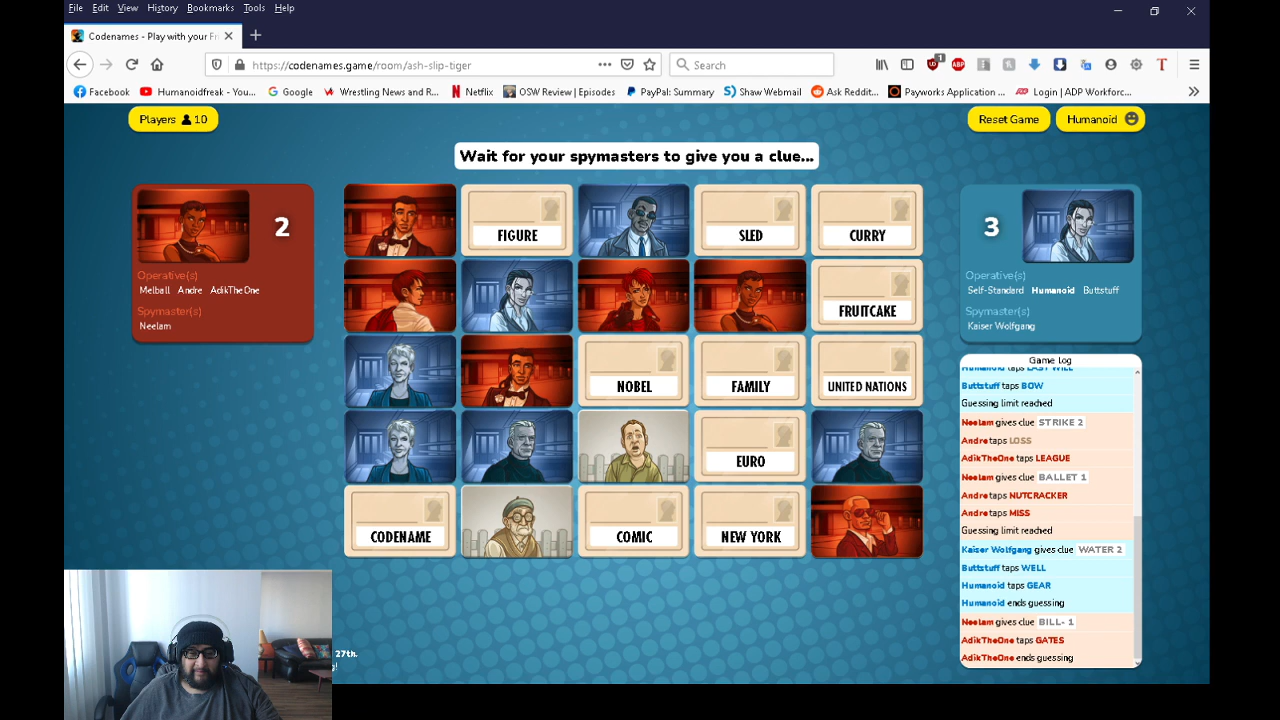 File Edit View History Bookmarks Tools Help
Codenames - Play with your Fri
https://codenames.game/room/ash-slip-tiger
Search
1
ABP
T
Facebook Humanoidfreak - You... Google Wrestling News and R... Netflix OSW Review | Episodes PayPal: Summary Shaw Webmail Ask Reddit... Payworks Application ... Login | ADP Workforc...
Players 10
Reset Game
Humanoid
Wait for your spymasters to give you a clue...
2
Operative(s)
Melball Andre AdikTheOne
Spymaster(s)
Neelam
FIGURE
SLED
CURRY
FRUITCAKE
NOBEL
FAMILY
UNITED NATIONS
EURO
CODENAME
COMIC
NEW YORK
3
Operative(s)
Self-Standard Humanoid Buttstuff
Spymaster(s)
Kaiser Wolfgang
Game Log
Humanoid taps LAST WILL
Buttstuff taps BOW
Guessing limit reached
Neelam gives clue STRIKE 2
Andre taps LOSS
AdikTheOne taps LEAGUE
Neelam gives clue BALLET 1
Andre taps NUTCRACKER
Andre taps MISS
Guessing limit reached
Kaiser Wolfgang gives clue WATER 2
Buttstuff taps WELL
Humanoid taps GEAR
Humanoid ends guessing
Neelam gives clue BILL- 1
AdikTheOne taps GATES
AdikTheOne ends guessing
27th.